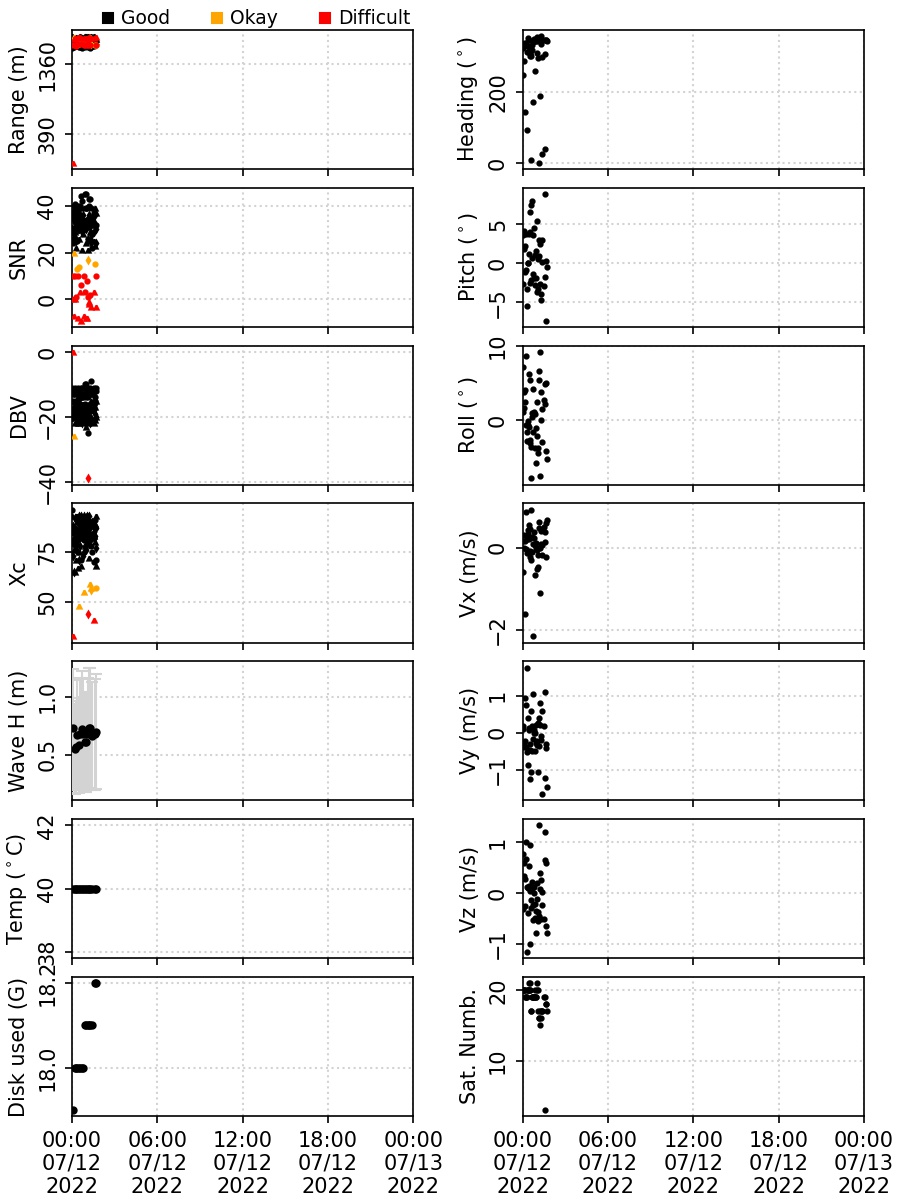 Good Okay Difficult
Range (m)
1360
390
Heading (°)
200
0
SNR
40
20
0
Pitch (°)
5
0
−5
DBV
0
−20
−40
Roll (°)
10
0
Xc
75
50
Vx (m/s)
0
−2
Wave H (m)
1.0
0.5
Vy (m/s)
1
0
−1
Temp (°C)
42
40
38
Vz (m/s)
1
0
−1
Disk used (G)
18.2
18.0
Sat. Numb.
20
10
00:00 06:00 12:00 18:00 00:00
07/12 07/12 07/12 07/12 07/13
2022 2022 2022 2022 2022
00:00 06:00 12:00 18:00 00:00
07/12 07/12 07/12 07/12 07/13
2022 2022 2022 2022 2022